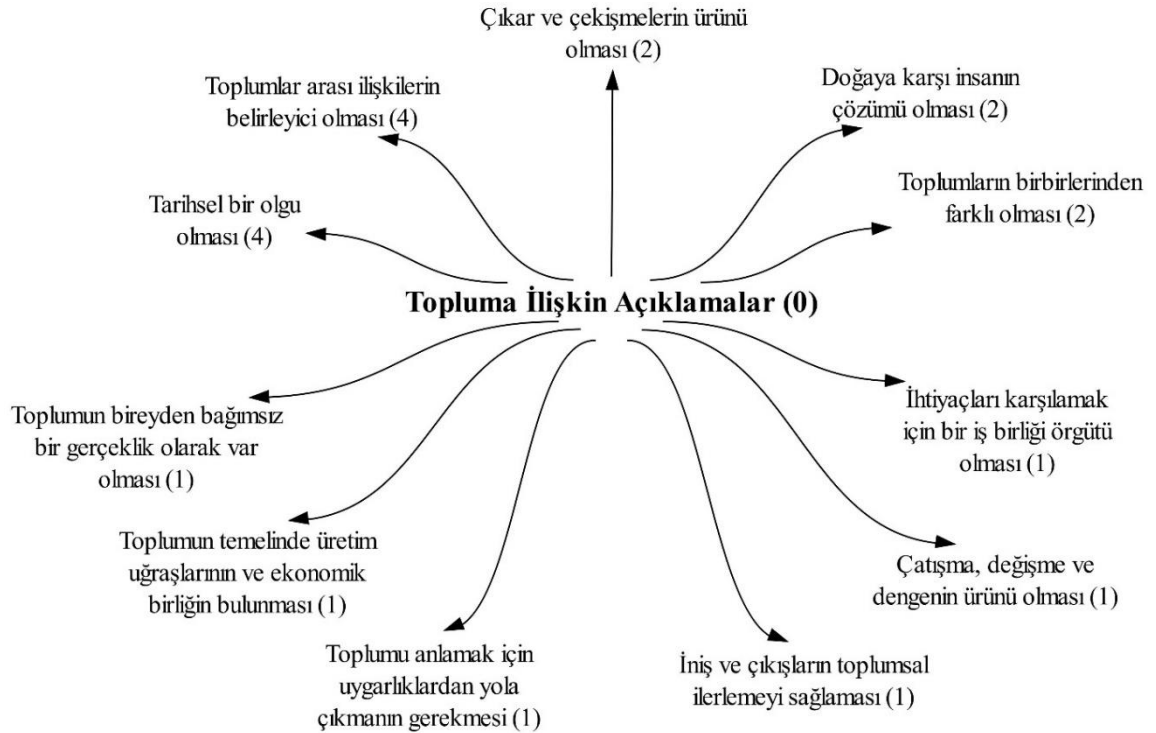 Çıkar ve çekişmelerin ürünü
olması (2)
Toplumlar arası ilişkilerin
belirleyici olması (4)
Doğaya karşı insanın
çözümü olması (2)
Tarihsel bir olgu
olması (4)
Toplumların birbirlerinden
farklı olması (2)
Topluma İlişkin Açıklamalar (0)
Toplumun bireyden bağımsız
bir gerçeklik olarak var
olması (1)
İhtiyaçları karşılamak
için bir iş birliği örgütü
olması (1)
Toplumun temelinde üretim
uğraşlarının ve ekonomik
birliğin bulunması (1)
Çatışma, değişme ve
dengenin ürünü olması (1)
Toplumu anlamak için
uygarlıklardan yola
çıkmanın gerekmesi (1)
İniş ve çıkışların toplumsal
ilerlemeyi sağlaması (1)